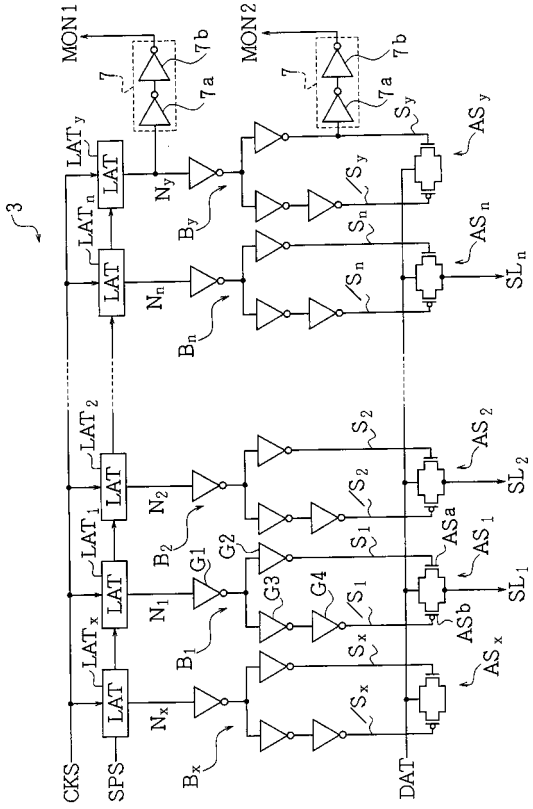 3
MON1
MON2
7
7b
7a
7
7b
7a
CKS
SPS
DAT
LATx
LAT1
LAT2
LATn
LATy
LAT
LAT
LAT
LAT
LAT
Nx
N1
N2
Nn
Ny
Bx
B1
B2
Bn
By
G1
G2
G3
G4
/Sx
Sx
/S1
S1
/S2
S2
/Sn
Sn
/Sy
Sy
ASx
ASb
ASa
AS1
AS2
ASn
ASy
SL1
SL2
SLn